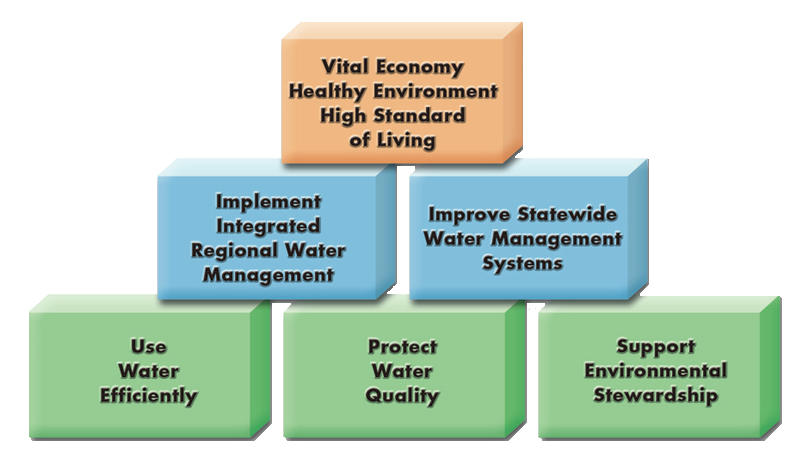 Vital Economy
Healthy Environment
High Standard
of Living
Implement
Integrated
Regional Water
Management
Improve Statewide
Water Management
Systems
Use
Water
Efficiently
Protect
Water
Quality
Support
Environmental
Stewardship